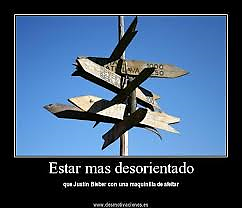 Estar mas desorientado
que Justin Bieber con una maquinilla de afeitar
www.desmotivaciones.es